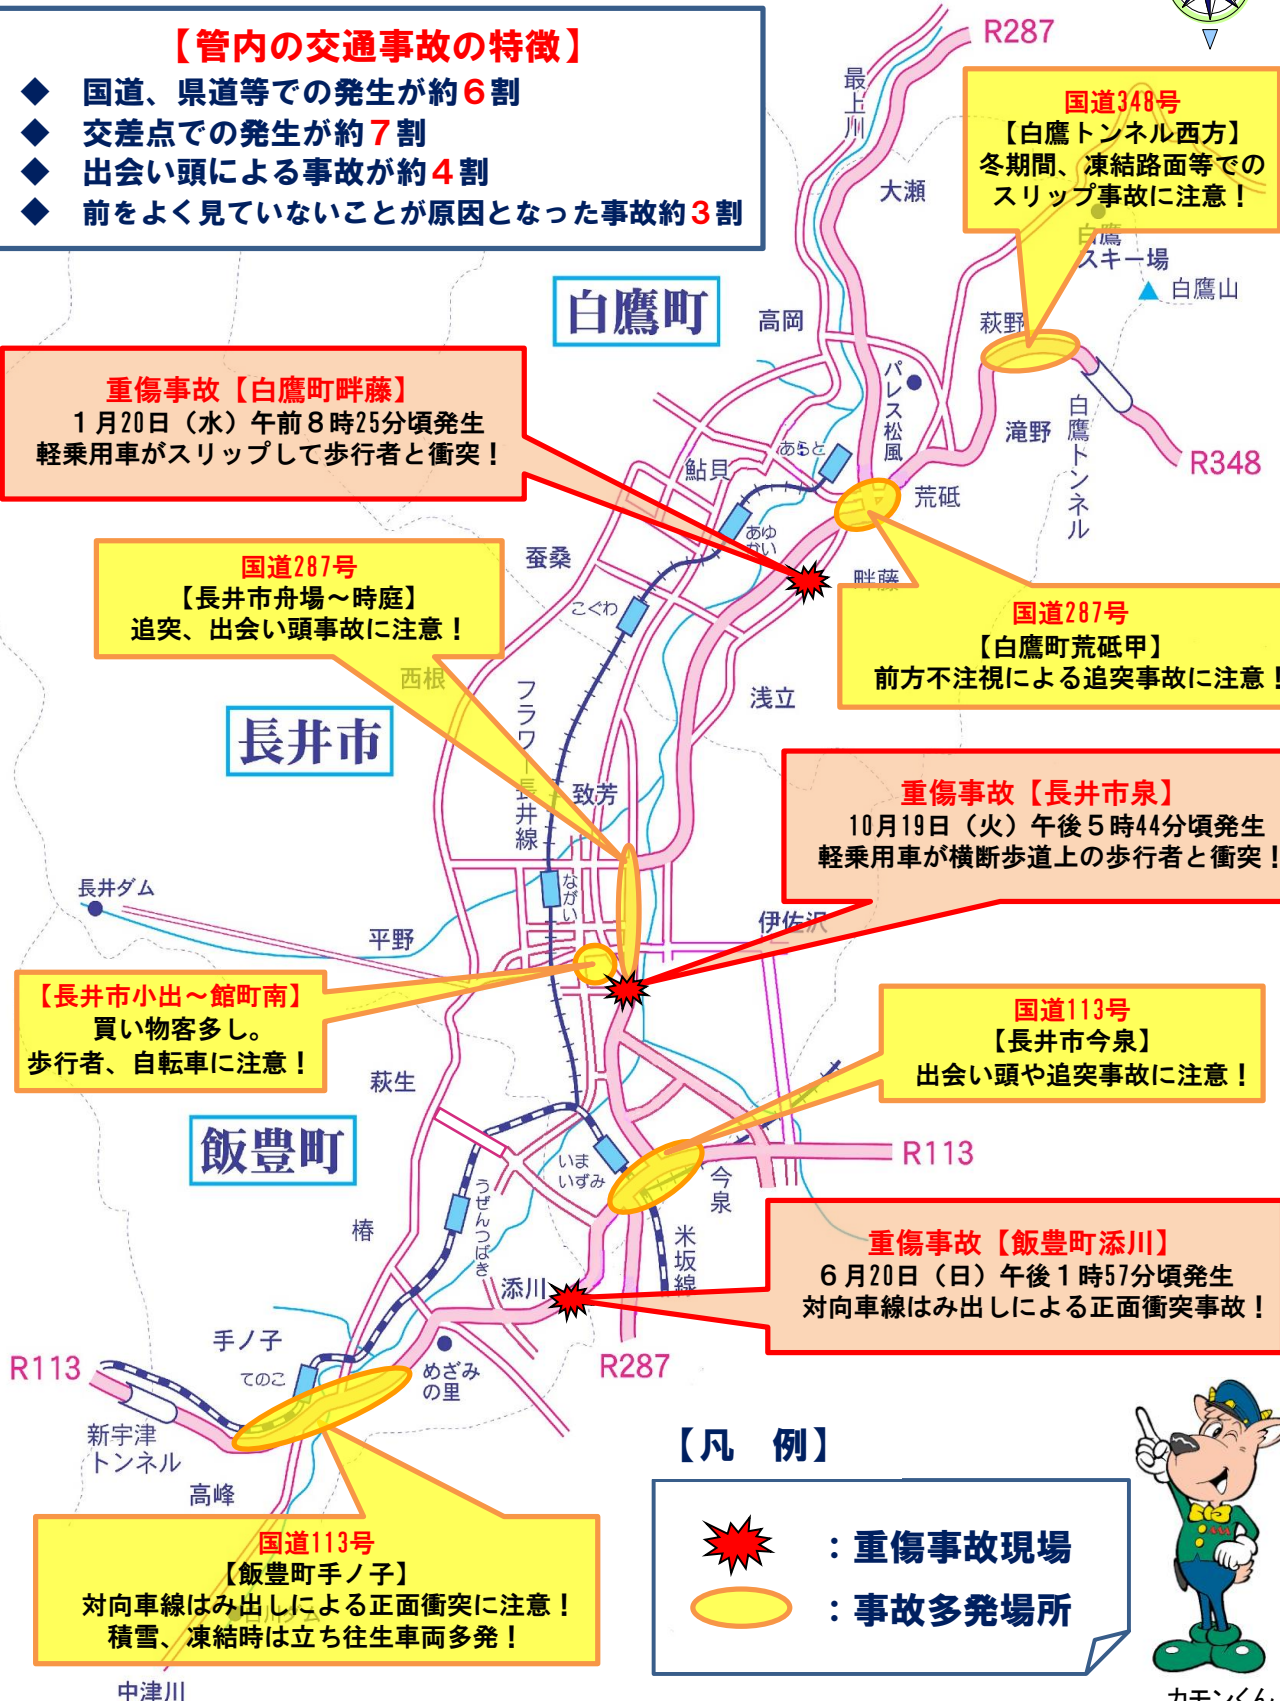 【管内の交通事故の特徴】
◆ 国道、県道等での発生が約６割
◆ 交差点での発生が約７割
◆ 出会い頭による事故が約４割
◆ 前をよく見ていないことが原因となった事故約３割
R287
最上川
大瀬
国道348号
【白鷹トンネル西方】
冬期間、凍結路面等での
スリップ事故に注意！
白鷹
スキー場
白鷹山
白鷹町
高岡
萩野
パレス松風
滝野
白鷹トンネル
R348
重傷事故【白鷹町畔藤】
１月20日（水）午前８時25分頃発生
軽乗用車がスリップして歩行者と衝突！
あらと
鮎貝
荒砥
あゆかい
蚕桑
畔藤
国道287号
【長井市舟場～時庭】
追突、出会い頭事故に注意！
こぐわ
国道287号
【白鷹町荒砥甲】
前方不注視による追突事故に注意！
西根
フラワー長井線
浅立
長井市
致芳
重傷事故【長井市泉】
10月19日（火）午後５時44分頃発生
軽乗用車が横断歩道上の歩行者と衝突！
長井ダム
ながい
平野
伊佐沢
【長井市小出～館町南】
買い物客多し。
歩行者、自転車に注意！
国道113号
【長井市今泉】
出会い頭や追突事故に注意！
萩生
飯豊町
いま
いずみ
今泉
R113
うぜんつばき
椿
米坂線
重傷事故【飯豊町添川】
６月20日（日）午後１時57分頃発生
対向車線はみ出しによる正面衝突事故！
添川
手ノ子
R113
てのこ
めざみ
の里
R287
新宇津
トンネル
高峰
国道113号
【飯豊町手ノ子】
対向車線はみ出しによる正面衝突に注意！
積雪、凍結時は立ち往生車両多発！
白川ダム
中津川
【凡　例】
：重傷事故現場
：事故多発場所
カモンくん